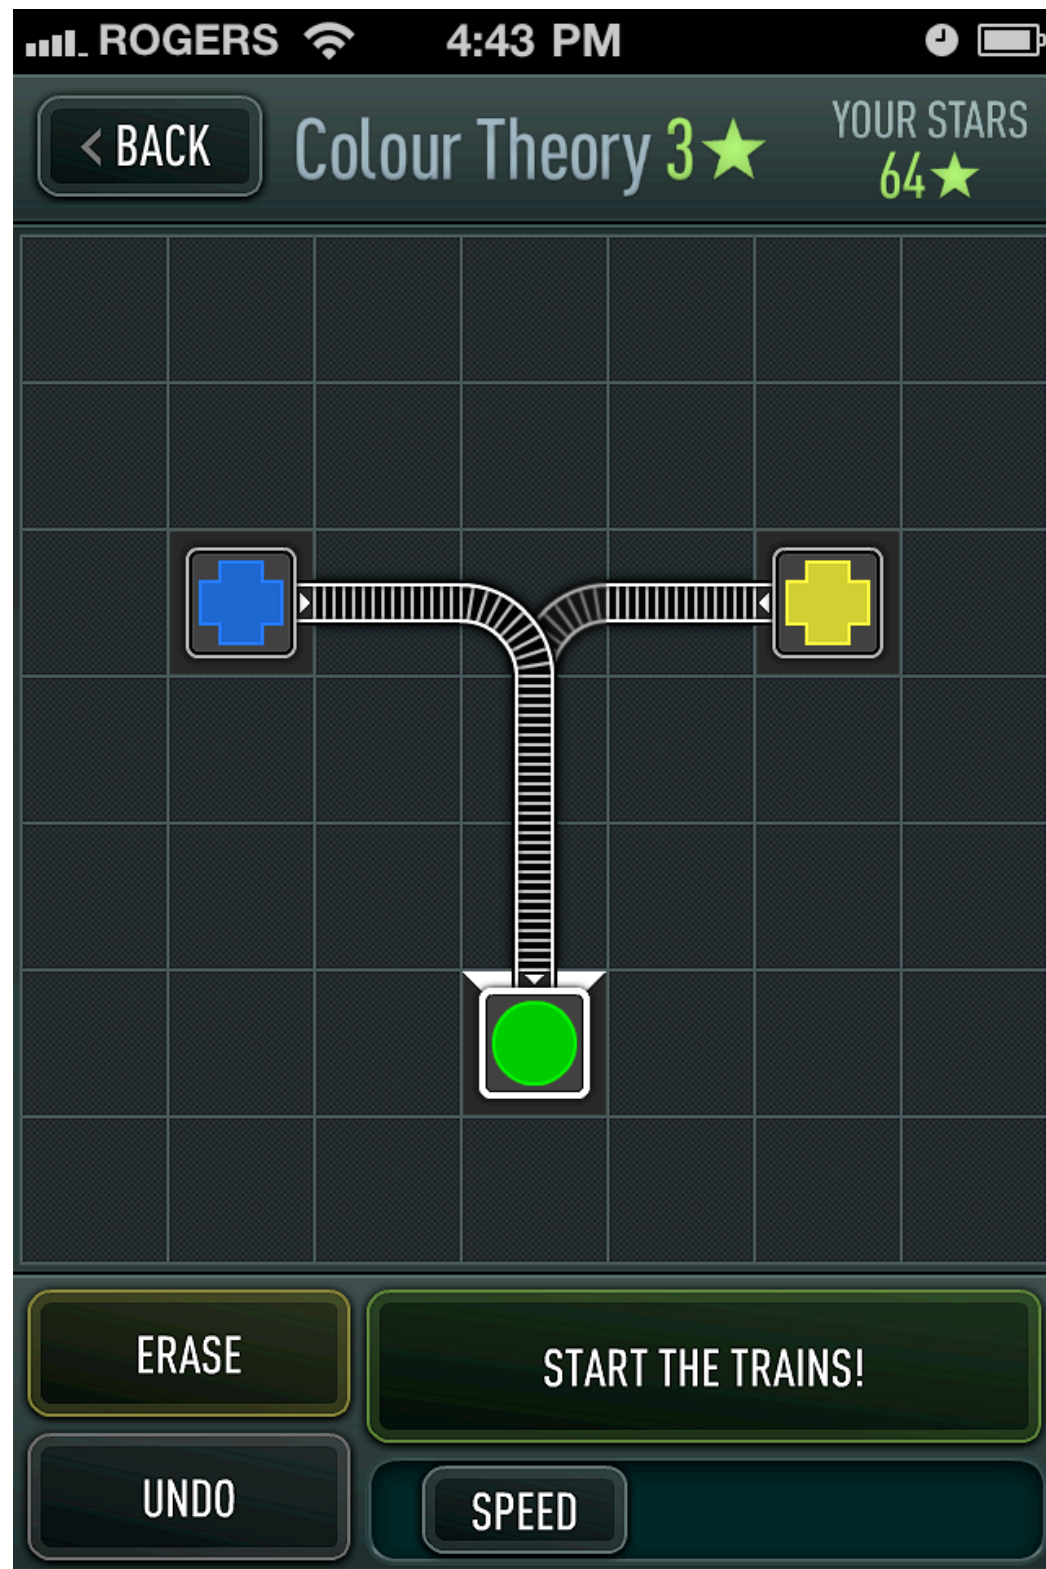 ROGERS 4:43 PM
< BACK
Colour Theory 3★
YOUR STARS
64★
ERASE
START THE TRAINS!
UNDO
SPEED